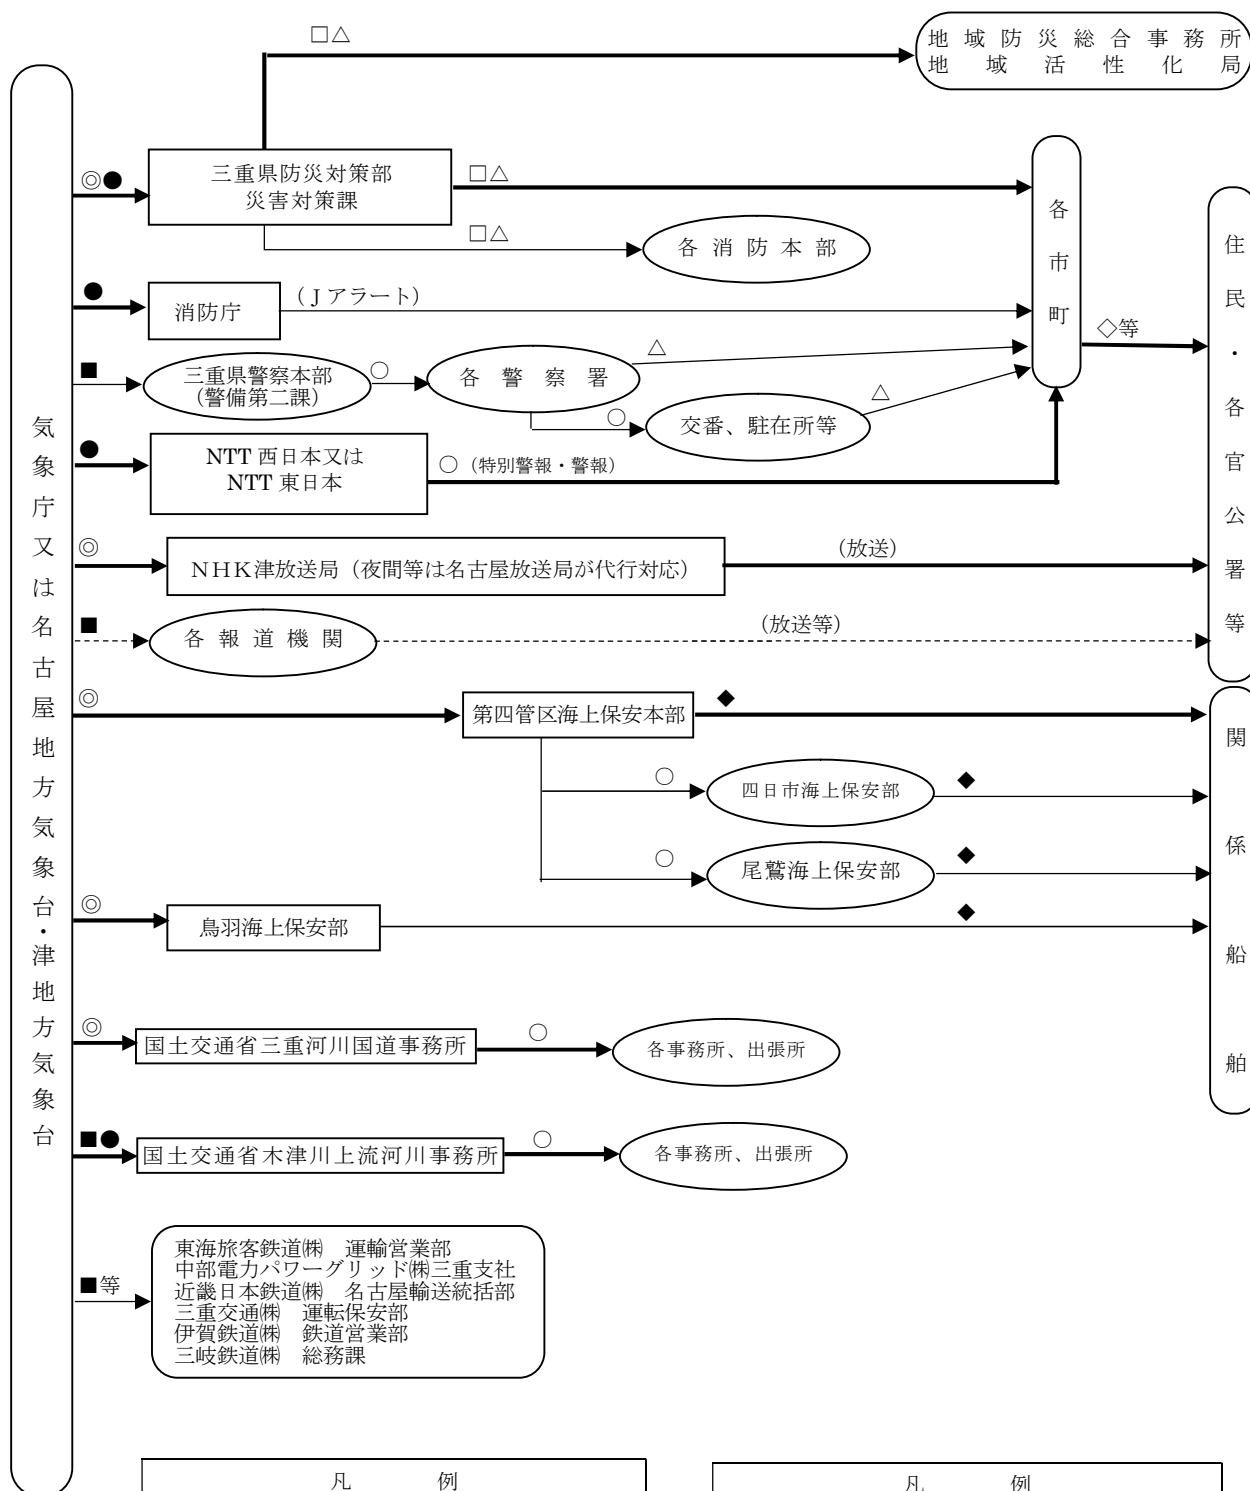 □△
地域防災総合事務所
地域活性化局
◎●
三重県防災対策部
災害対策課
□△
□△
各消防本部
各市町
住民・各官公署等
●
消防庁
（Ｊアラート）
◇等
■
三重県警察本部
（警備第二課）
○
各警察署
△
○
交番、駐在所等
△
気象庁又は名古屋地方気象台・津地方気象台
●
NTT 西日本又は
NTT 東日本
○（特別警報・警報）
◎
ＮＨＫ津放送局（夜間等は名古屋放送局が代行対応）
（放送）
■
各報道機関
（放送等）
◎
第四管区海上保安本部
◆
関係船舶
○
四日市海上保安部
◆
○
尾鷲海上保安部
◆
◎
鳥羽海上保安部
◆
◎
国土交通省三重河川国道事務所
○
各事務所、出張所
■●
国土交通省木津川上流河川事務所
○
各事務所、出張所
■等
東海旅客鉄道㈱　運輸営業部
中部電力パワーグリッド㈱三重支社
近畿日本鉄道㈱　名古屋輸送統括部
三重交通㈱　運転保安部
伊賀鉄道㈱　鉄道営業部
三岐鉄道㈱　総務課
凡　例
凡　例